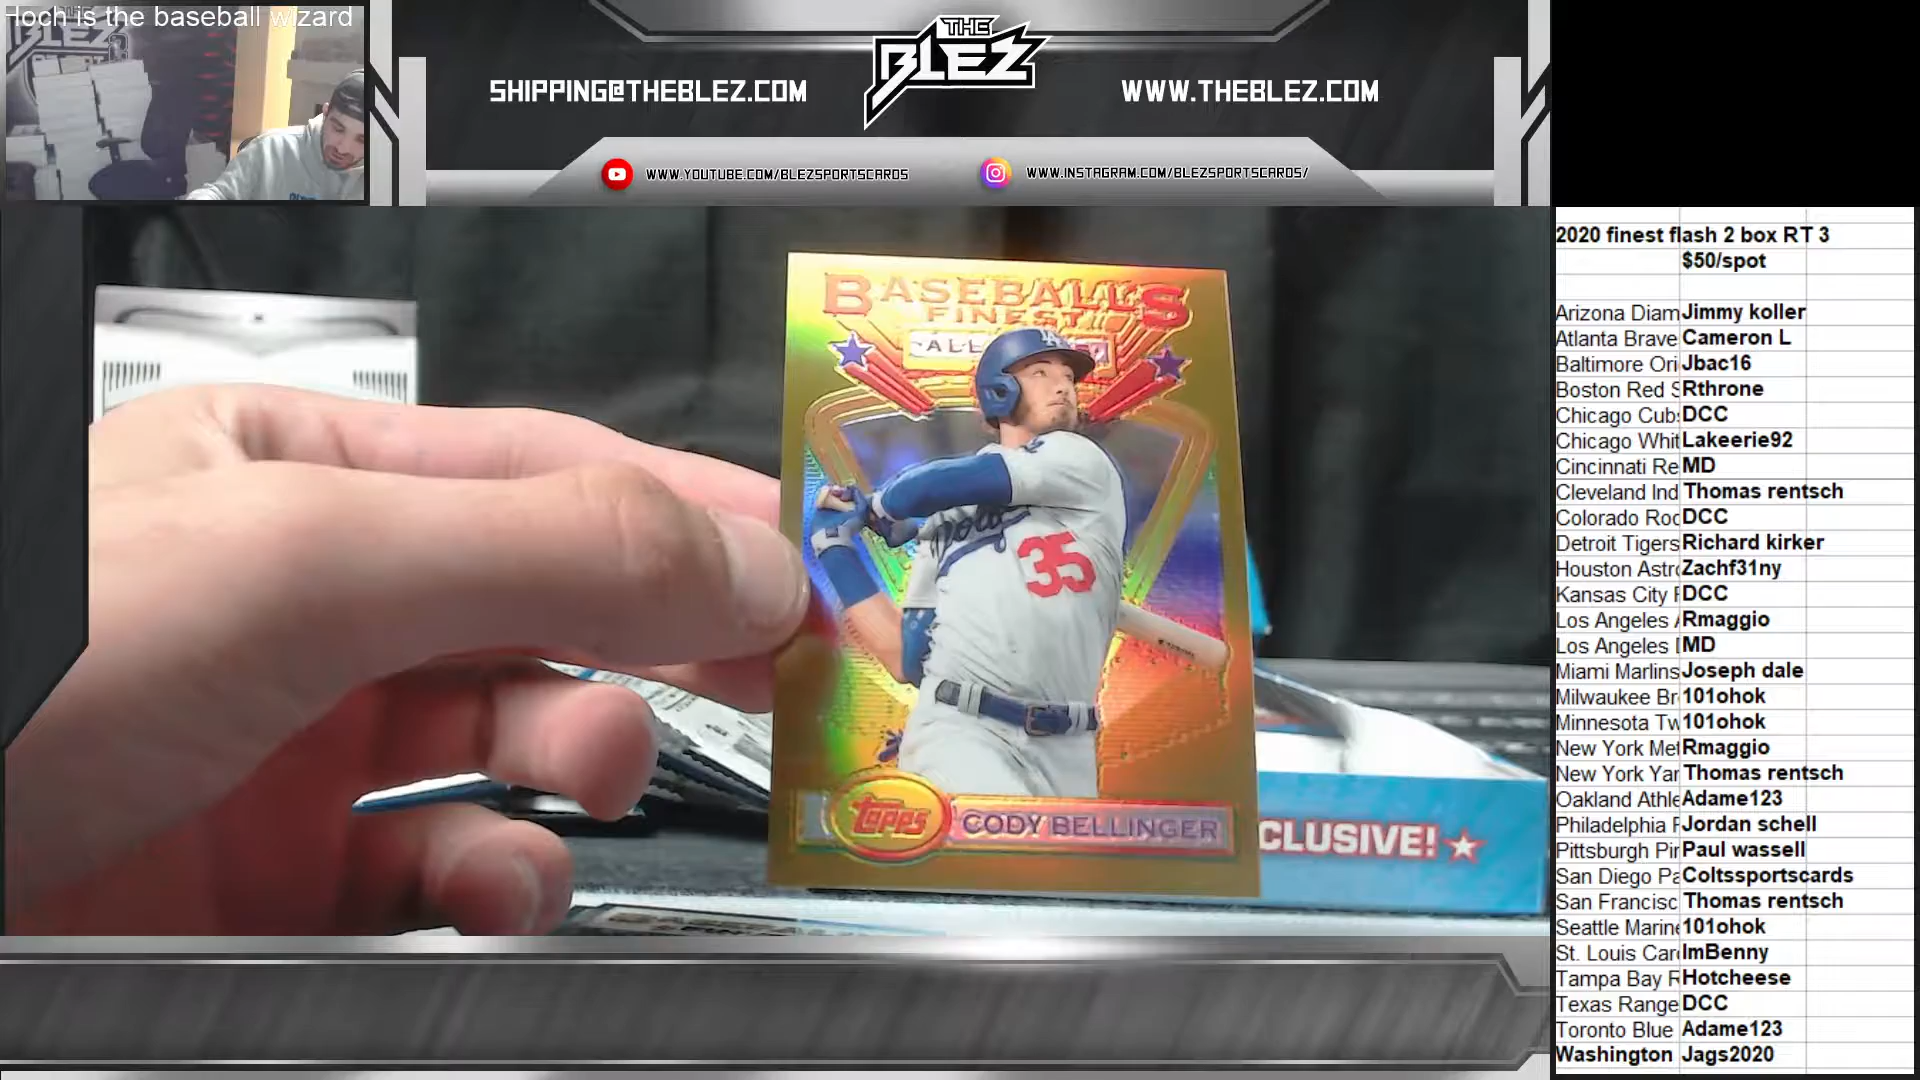 Hoch is the baseball wizard
THE
BLEZ
SHIPPING@THEBLEZ.COM
WWW.THEBLEZ.COM
WWW.YOUTUBE.COM/BLEZSPORTSCARDS
WWW.INSTAGRAM.COM/BLEZSPORTSCARDS/
BASEBALL'S
FINEST
ALL
LA
35
TOPPS
CODY BELLINGER
CLUSIVE!
2020 finest flash 2 box RT 3
$50/spot
Arizona Diam Jimmy koller
Atlanta Brave Cameron L
Baltimore Ori Jbac16
Boston Red S Rthrone
Chicago Cub DCC
Chicago Whit Lakeerie92
Cincinnati Re MD
Cleveland Ind Thomas rentsch
Colorado Roc DCC
Detroit Tigers Richard kirker
Houston Astr Zachf31ny
Kansas City DCC
Los Angeles Rmaggio
Los Angeles MD
Miami Marlins Joseph dale
Milwaukee Br 101ohok
Minnesota Tw 101ohok
New York Met Rmaggio
New York Yan Thomas rentsch
Oakland Athle Adame123
Philadelphia Jordan schell
Pittsburgh Pir Paul wassell
San Diego Pa Coltssportscards
San Francisc Thomas rentsch
Seattle Marine 101ohok
St. Louis Car ImBenny
Tampa Bay R Hotcheese
Texas Range DCC
Toronto Blue Adame123
Washington Jags2020